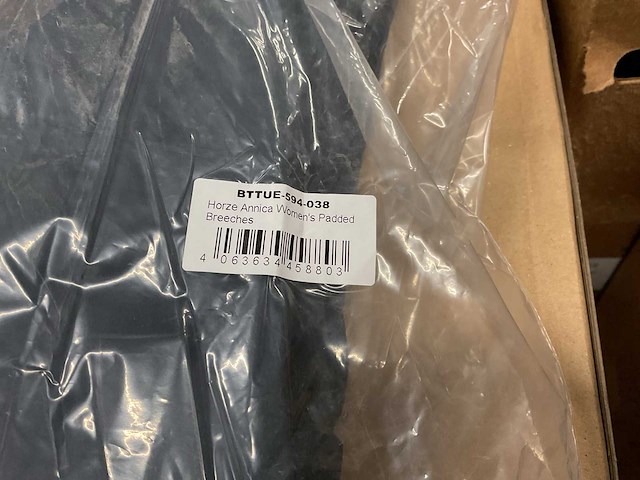 BTTUE-594-038
Horze Annica Women's Padded
Breeches
4 063634 458803